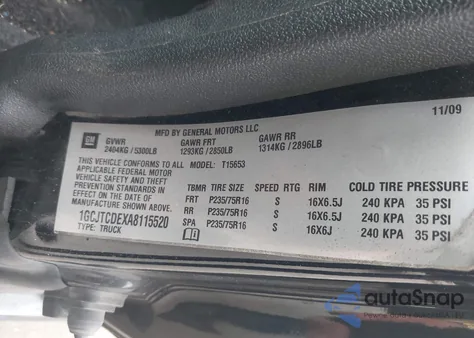 11/09
GM
MFD BY GENERAL MOTORS LLC
GVWR GAWR FRT GAWR RR
2404KG / 5300LB 1293KG / 2850LB 1314KG / 2896LB
THIS VEHICLE CONFORMS TO ALL MODEL: T15653
APPLICABLE FEDERAL MOTOR
VEHICLE SAFETY AND THEFT
PREVENTION STANDARDS IN
EFFECT ON THE DATE OF
MANUFACTURE SHOWN ABOVE.
1GCJTCDEXA8115520
TYPE: TRUCK
TBMR TIRE SIZE SPEED RTG RIM COLD TIRE PRESSURE
FRT P235/75R16 S 16X6.5J 240 KPA 35 PSI
RR P235/75R16 S 16X6.5J 240 KPA 35 PSI
SPA P235/75R16 S 16X6J 240 KPA 35 PSI
autoSnap